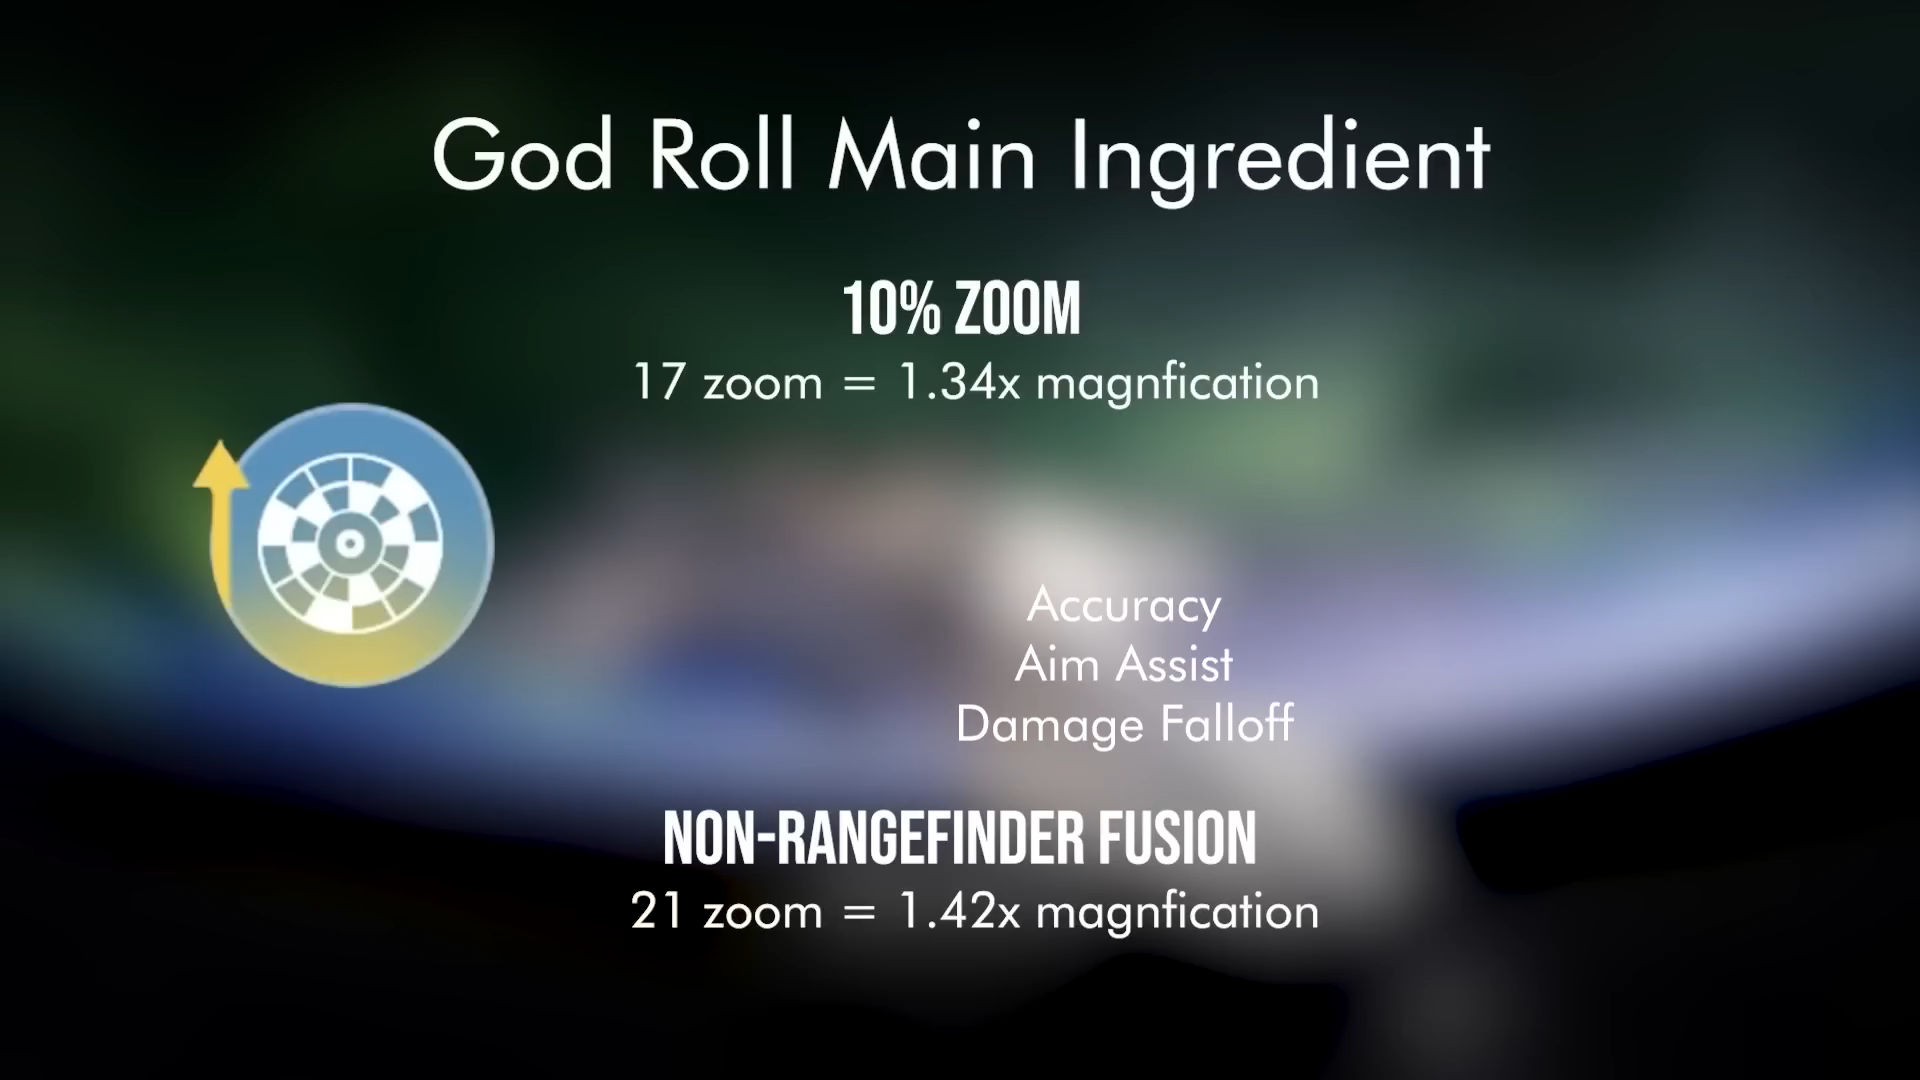 God Roll Main Ingredient
10% ZOOM
17 zoom = 1.34x magnfication
Accuracy
Aim Assist
Damage Falloff
NON-RANGEFINDER FUSION
21 zoom = 1.42x magnfication